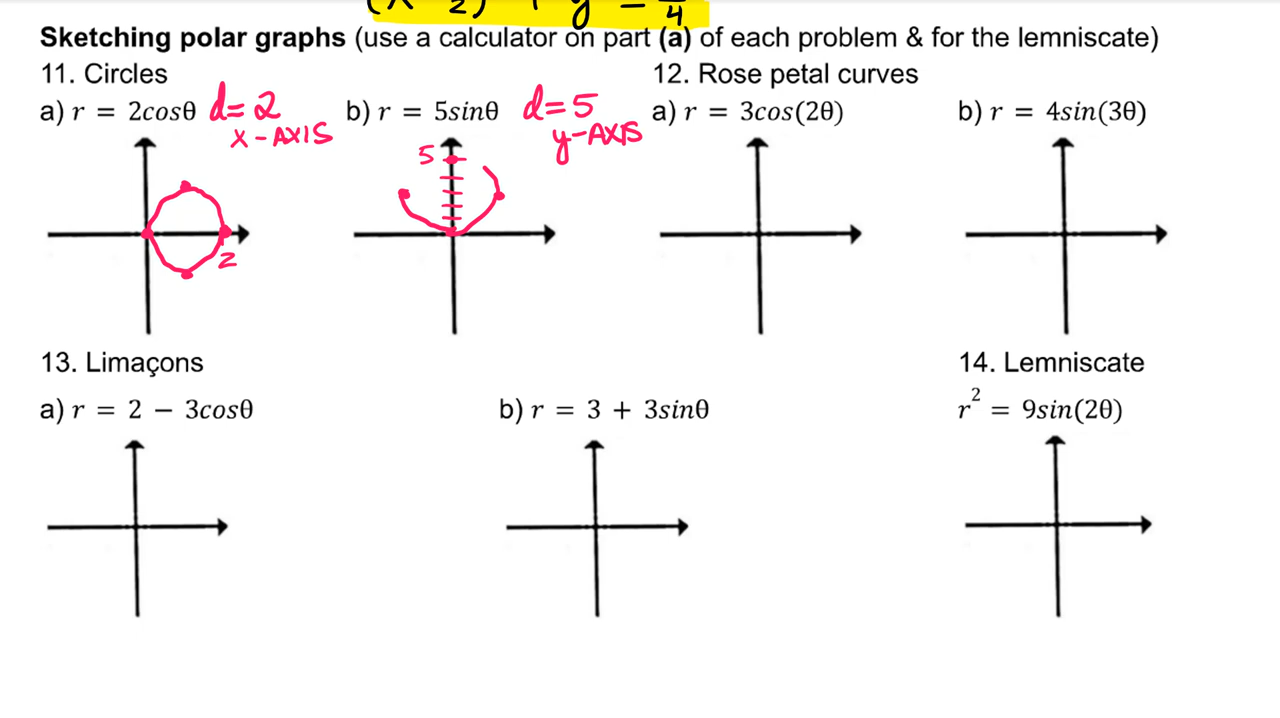 (x - 2) + y = 4
Sketching polar graphs (use a calculator on part (a) of each problem & for the lemniscate)
11. Circles
12. Rose petal curves
a) r = 2cosθ d=2
x-AXIS
b) r = 5sinθ d=5
y-AXIS
a) r = 3cos(2θ)
b) r = 4sin(3θ)
5
2
13. Limaçons
14. Lemniscate
a) r = 2 − 3cosθ
b) r = 3 + 3sinθ
r² = 9sin(2θ)